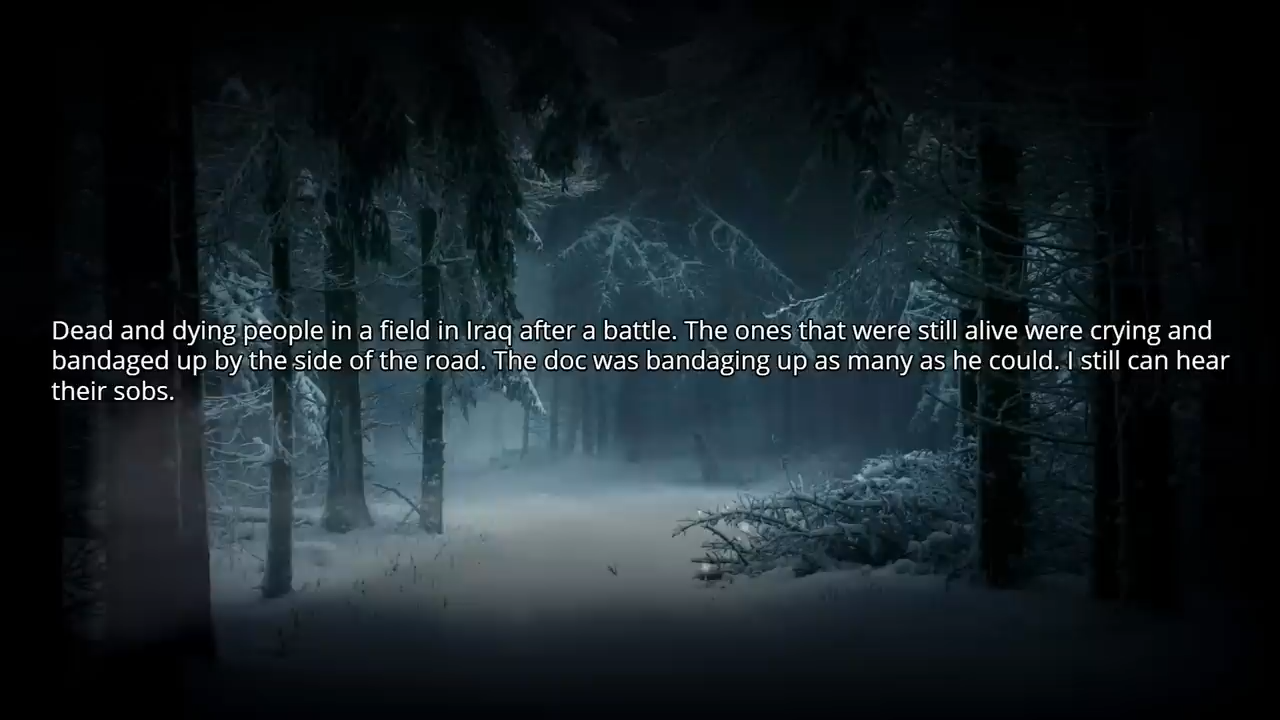 Dead and dying people in a field in Iraq after a battle. The ones that were still alive were crying and
bandaged up by the side of the road. The doc was bandaging up as many as he could. I still can hear
their sobs.